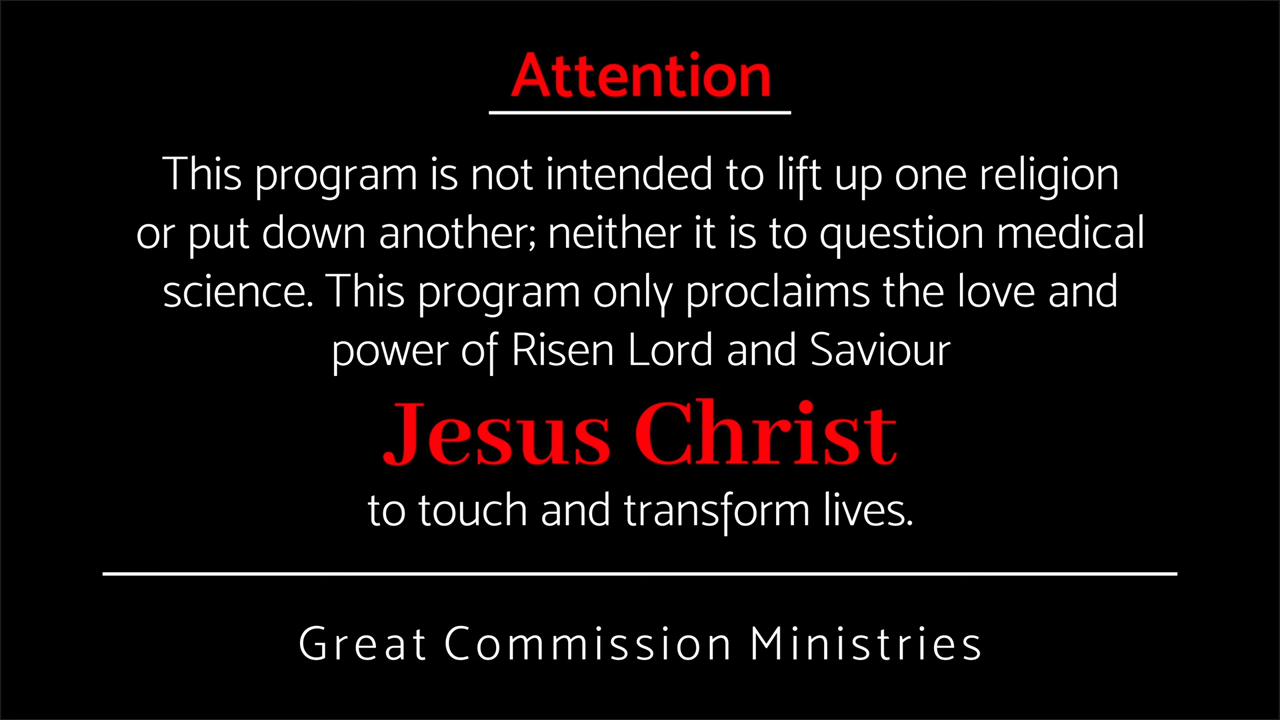 Attention
This program is not intended to lift up one religion
or put down another; neither it is to question medical
science. This program only proclaims the love and
power of Risen Lord and Saviour
Jesus Christ
to touch and transform lives.
Great Commission Ministries